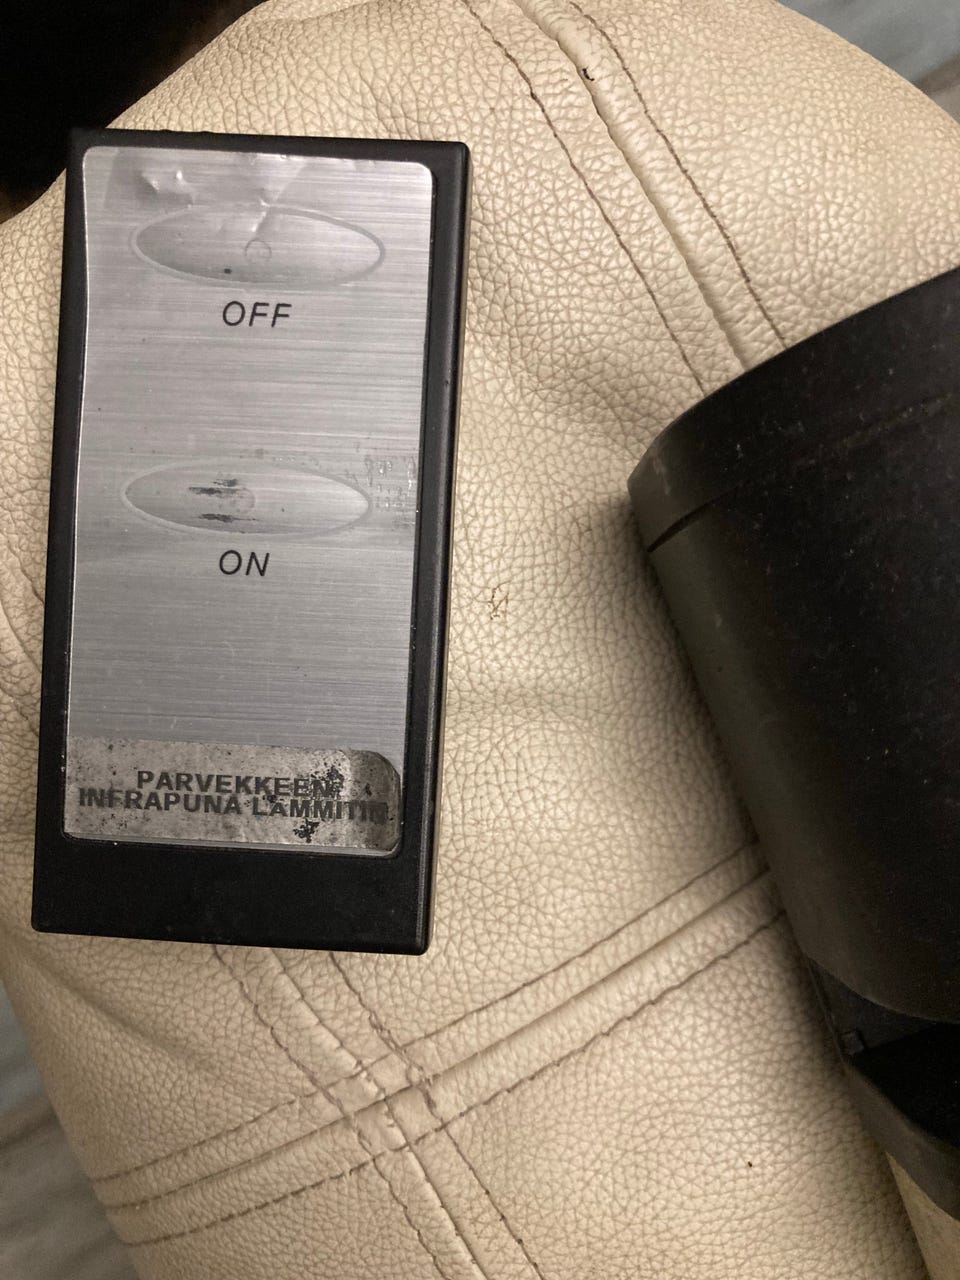 OFF
ON
PARVEKKEEN
INFRAPUNA LÄMMITIN